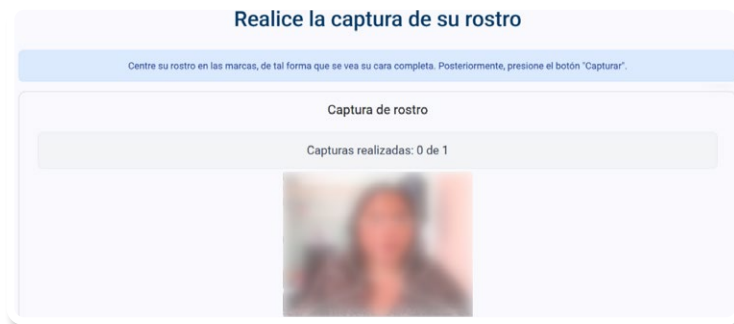 Realice la captura de su rostro
Centre su rostro en las marcas, de tal forma que se vea su cara completa. Posteriormente, presione el botón "Capturar".
Captura de rostro
Capturas realizadas: 0 de 1